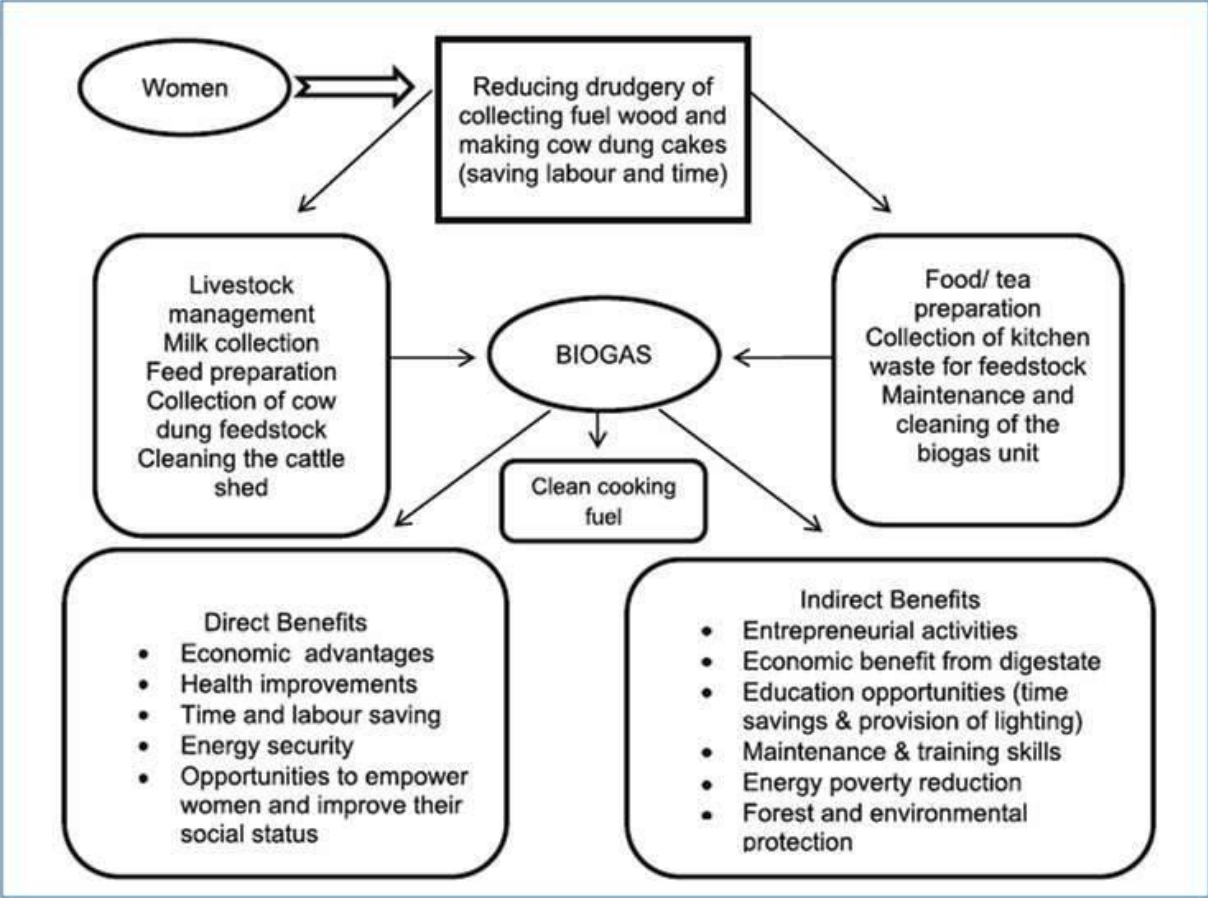 Women
Reducing drudgery of
collecting fuel wood and
making cow dung cakes
(saving labour and time)
Livestock
management
Milk collection
Feed preparation
Collection of cow
dung feedstock
Cleaning the cattle
shed
BIOGAS
Food/ tea
preparation
Collection of kitchen
waste for feedstock
Maintenance and
cleaning of the
biogas unit
Clean cooking
fuel
Direct Benefits
• Economic advantages
• Health improvements
• Time and labour saving
• Energy security
• Opportunities to empower
women and improve their
social status
Indirect Benefits
• Entrepreneurial activities
• Economic benefit from digestate
• Education opportunities (time
savings & provision of lighting)
• Maintenance & training skills
• Energy poverty reduction
• Forest and environmental
protection